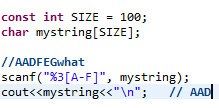 const int SIZE = 100;
char mystring[SIZE];
//AADFEGwhat
scanf("%3[A-F]", mystring);
cout<<mystring<<"\n";   // AAD